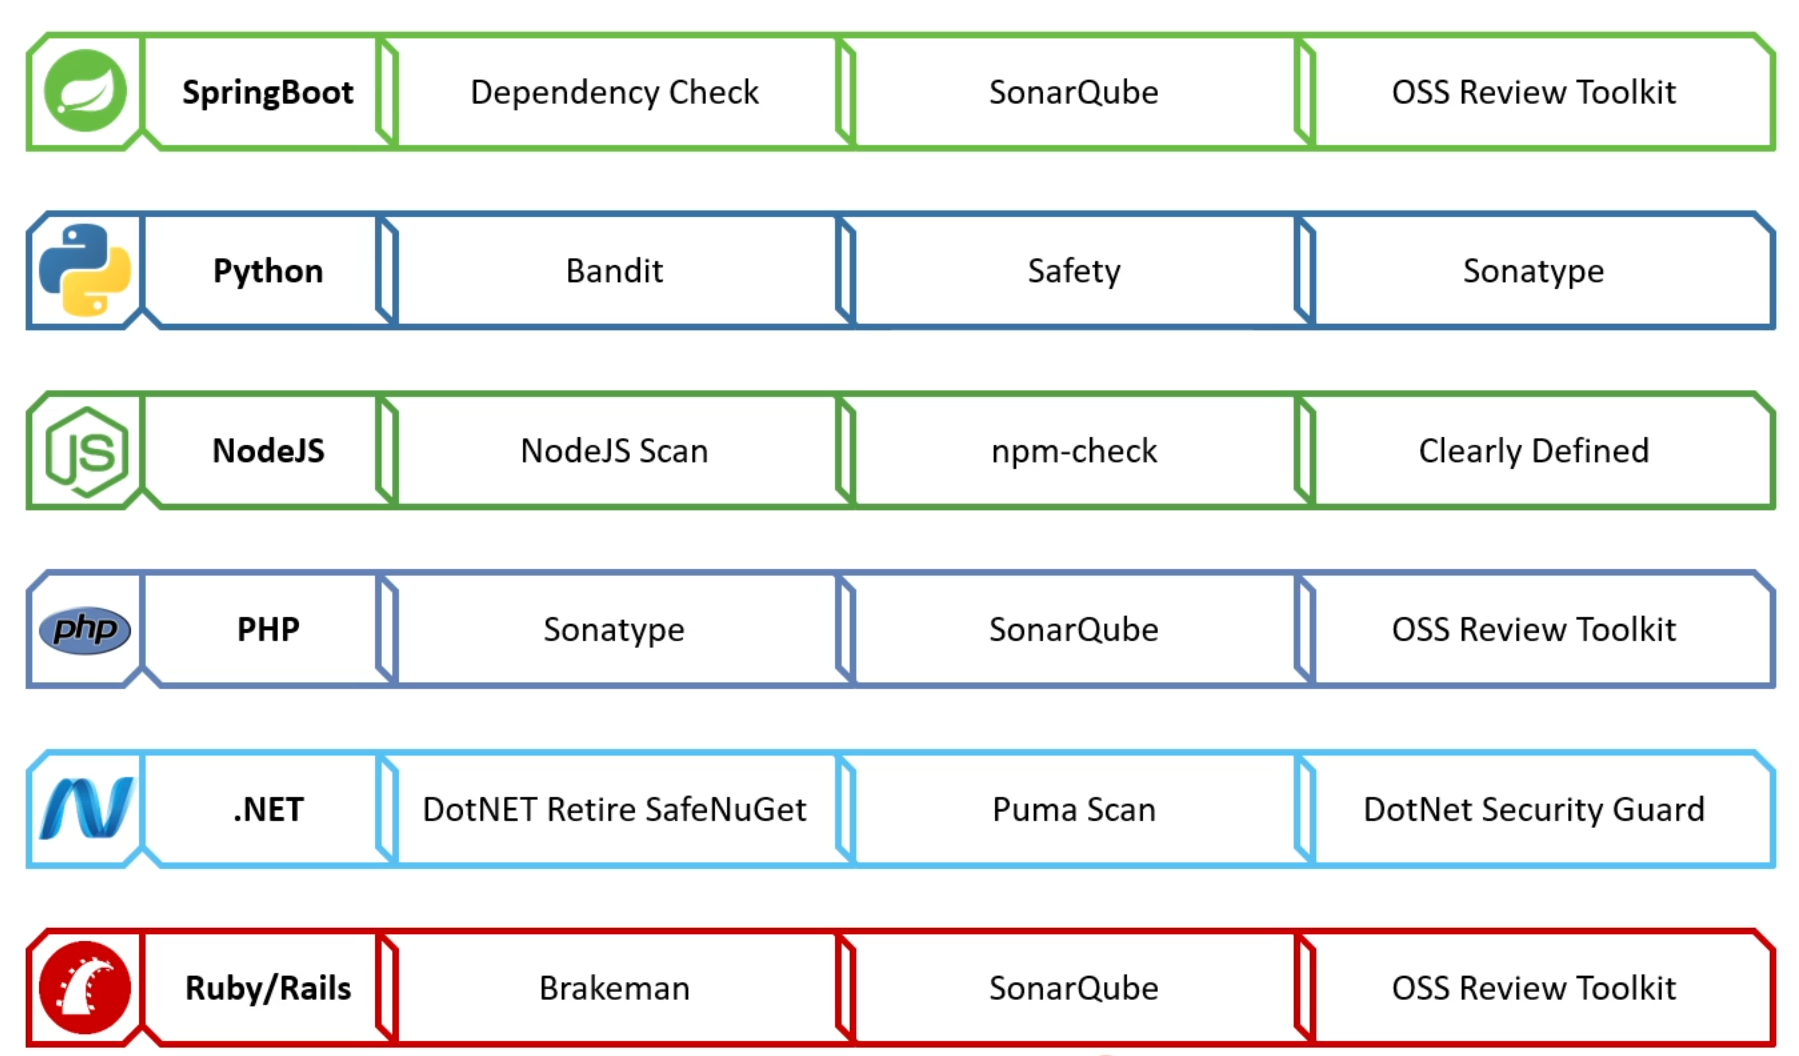 SpringBoot
Dependency Check
SonarQube
OSS Review Toolkit
Python
Bandit
Safety
Sonatype
JS
NodeJS
NodeJS Scan
npm-check
Clearly Defined
php
PHP
Sonatype
SonarQube
OSS Review Toolkit
.NET
DotNET Retire SafeNuGet
Puma Scan
DotNet Security Guard
Ruby/Rails
Brakeman
SonarQube
OSS Review Toolkit